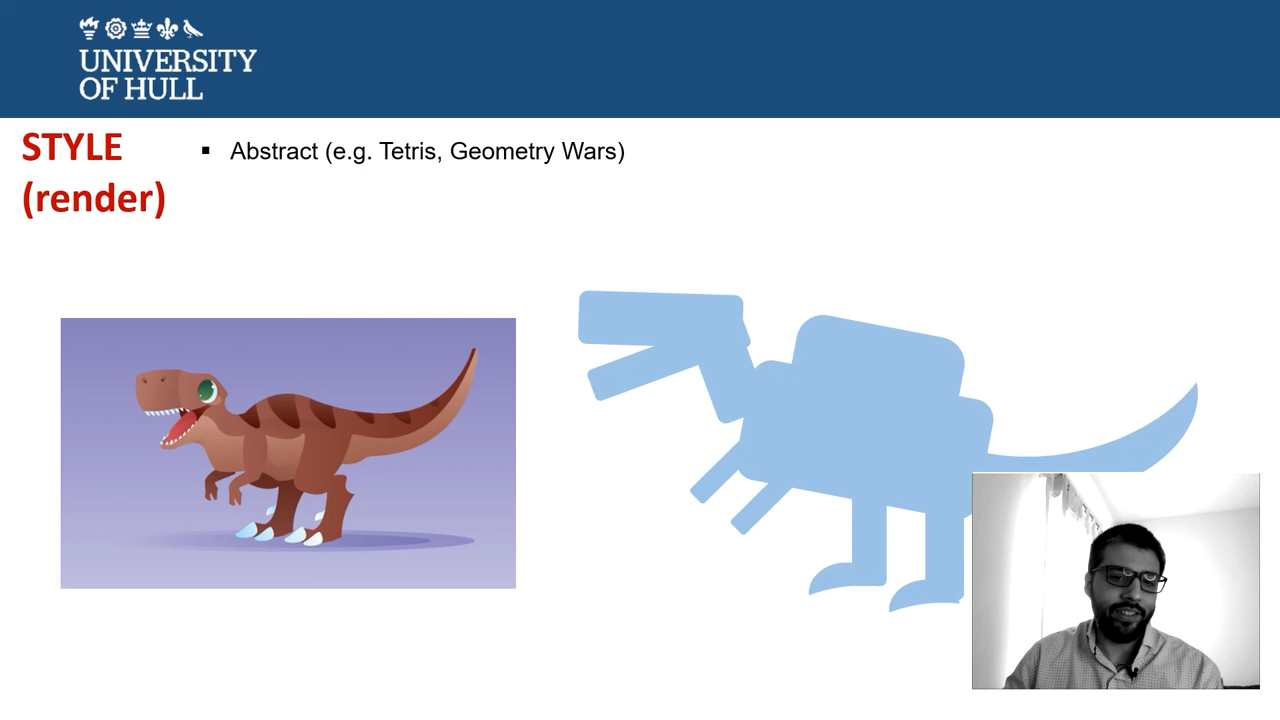 UNIVERSITY
OF HULL
STYLE
(render)
▪ Abstract (e.g. Tetris, Geometry Wars)